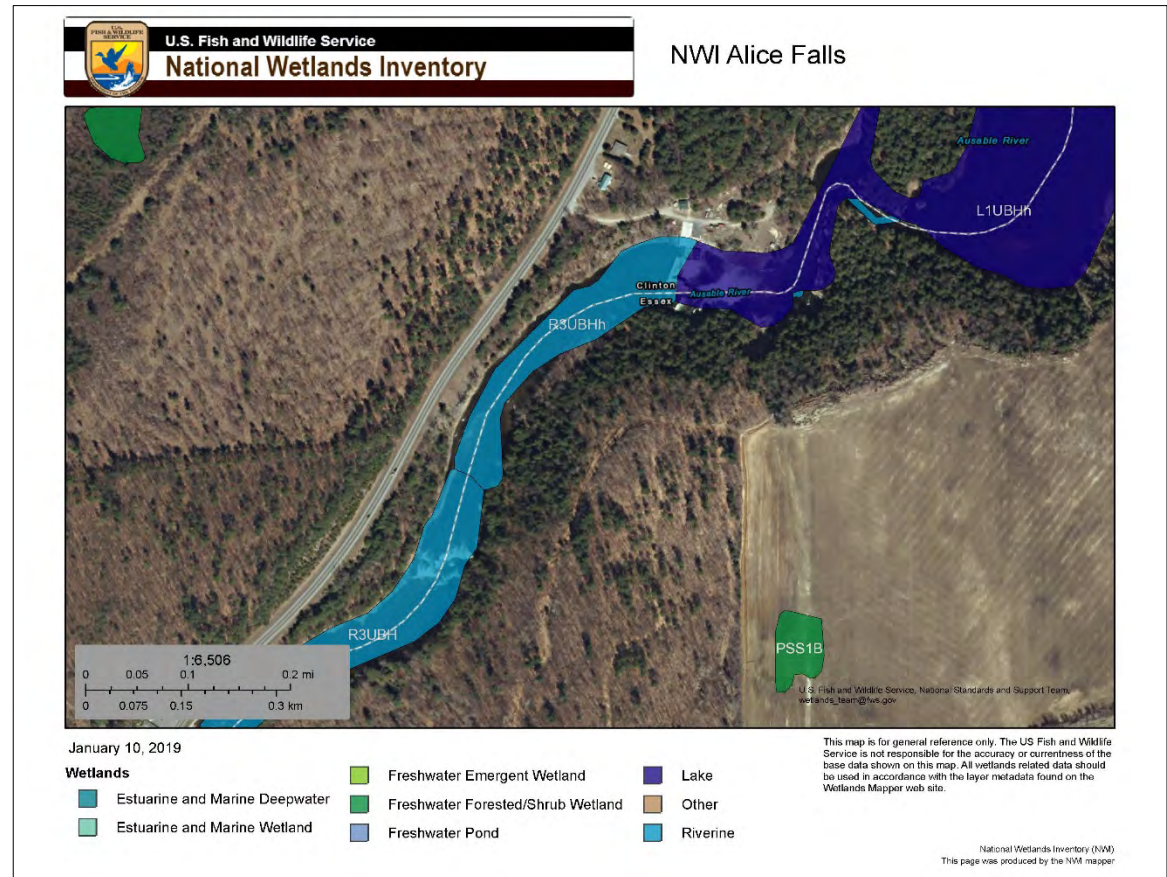 U.S.
FISH & WILDLIFE
SERVICE
U.S. Fish and Wildlife Service
National Wetlands Inventory
NWI Alice Falls
Ausable River
L1UBHh
Clinton
Essex
Ausable River
R3UBHh
R3UBH
PSS1B
1:6,506
0 0.05 0.1 0.2 mi
0 0.075 0.15 0.3 km
U.S. Fish and Wildlife Service, National Standards and Support Team,
wetlands_team@fws.gov
January 10, 2019
Wetlands
Estuarine and Marine Deepwater
Estuarine and Marine Wetland
Freshwater Emergent Wetland
Freshwater Forested/Shrub Wetland
Freshwater Pond
Lake
Other
Riverine
This map is for general reference only. The US Fish and Wildlife
Service is not responsible for the accuracy or currentness of the
base data shown on this map. All wetlands related data should
be used in accordance with the layer metadata found on the
Wetlands Mapper web site.
National Wetlands Inventory (NWI)
This page was produced by the NWI mapper